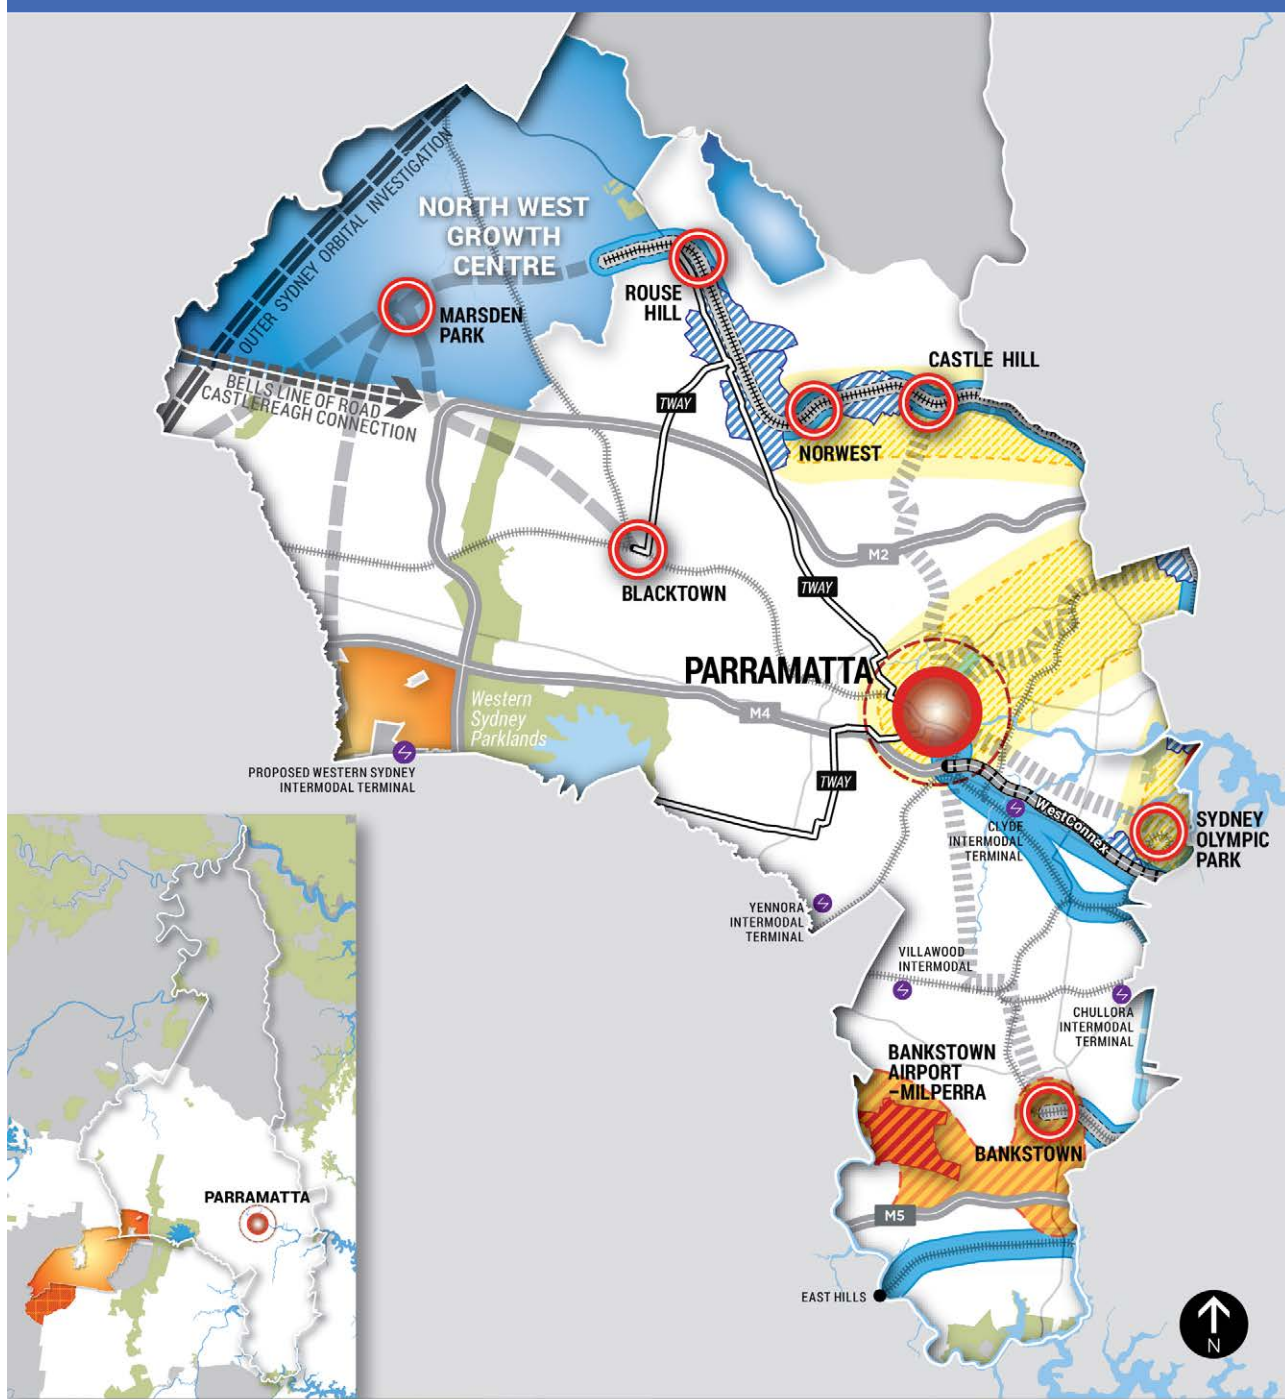 OUTER SYDNEY ORBITAL INVESTIGATION
NORTH WEST
GROWTH
CENTRE
MARSDEN
PARK
ROUSE
HILL
BELLS LINE OF ROAD
CASTLEREAGH CONNECTION
CASTLE HILL
TWAY
NORWEST
M2
BLACKTOWN
TWAY
PARRAMATTA
Western
Sydney
Parklands
M4
PROPOSED WESTERN SYDNEY
INTERMODAL TERMINAL
TWAY
WestConnex
CLYDE
INTERMODAL
TERMINAL
SYDNEY
OLYMPIC
PARK
YENNORA
INTERMODAL
TERMINAL
VILLAWOOD
INTERMODAL
CHULLORA
INTERMODAL
TERMINAL
BANKSTOWN
AIRPORT
–MILPERRA
BANKSTOWN
M5
EAST HILLS
PARRAMATTA
N